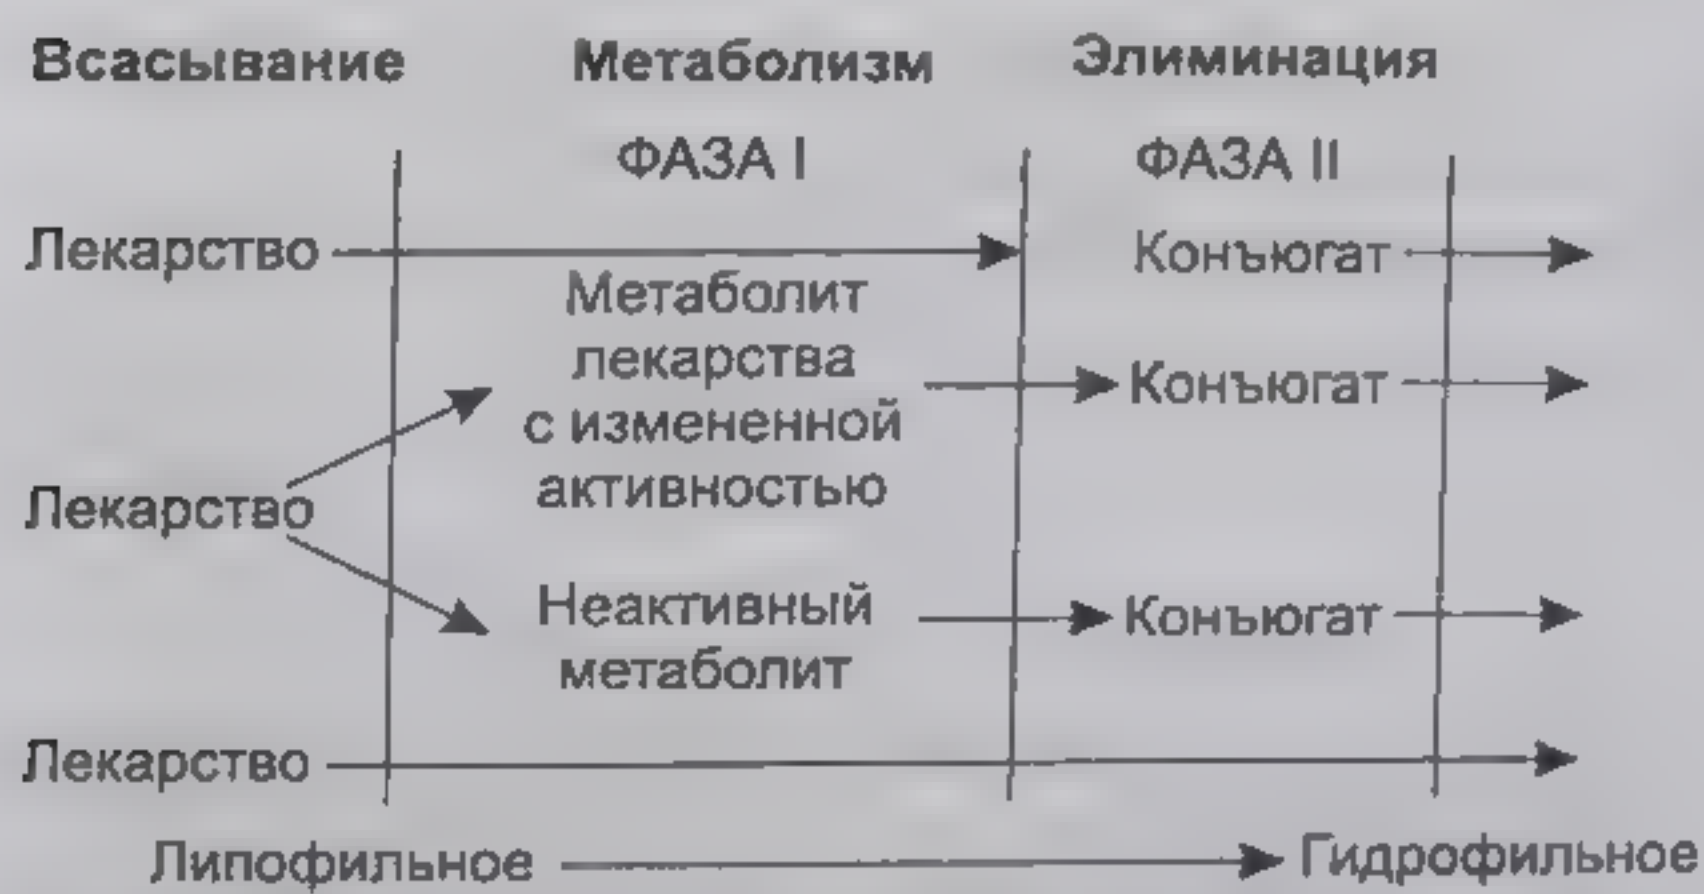 Всасывание Метаболизм Элиминация
ФАЗА I ФАЗА II
Лекарство Конъюгат
Метаболит
лекарства Конъюгат
с измененной
активностью
Лекарство
Неактивный Конъюгат
метаболит
Лекарство
Липофильное Гидрофильное